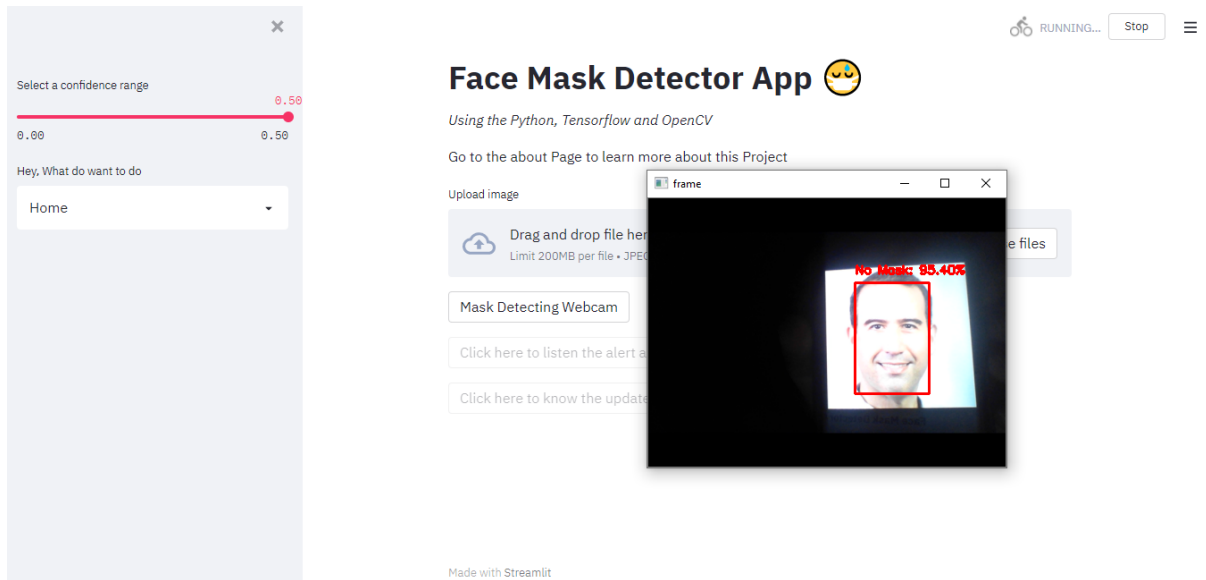 RUNNING...
Stop
Select a confidence range
0.50
0.00
0.50
Hey, What do want to do
Home
Face Mask Detector App
Using the Python, Tensorflow and OpenCV
Go to the about Page to learn more about this Project
Upload image
Drag and drop file her
Limit 200MB per file • JPE
e files
Mask Detecting Webcam
Click here to listen the alert a
Click here to know the update
frame
No Mask: 95.40%
Made with Streamlit